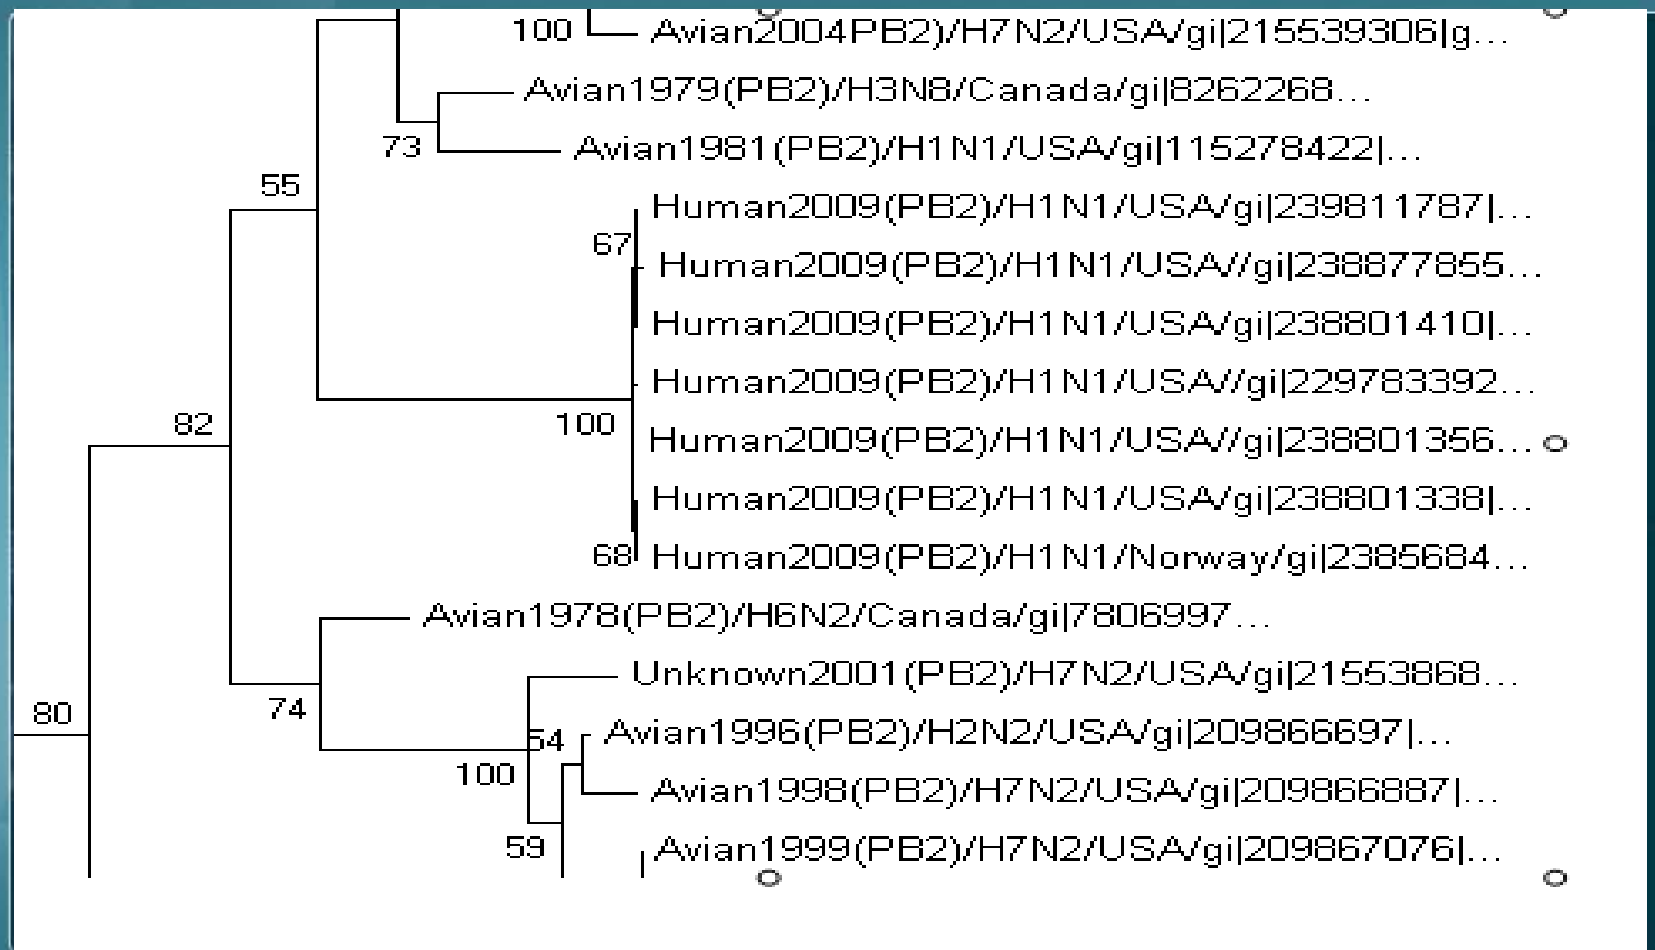 100 Avian2004PB2)/H7N2/USA/gi|215539306|g...
Avian1979(PB2)/H3N8/Canada/gi|8262268...
73 Avian1981(PB2)/H1N1/USA/gi|115278422|...
55
Human2009(PB2)/H1N1/USA/gi|239811787|...
67
Human2009(PB2)/H1N1/USA//gi|238877855...
Human2009(PB2)/H1N1/USA/gi|238801410|...
Human2009(PB2)/H1N1/USA//gi|229783392...
82 100
Human2009(PB2)/H1N1/USA//gi|238801356...
Human2009(PB2)/H1N1/USA/gi|238801338|...
68 Human2009(PB2)/H1N1/Norway/gi|2385684...
Avian1978(PB2)/H6N2/Canada/gi|7806997...
Unknown2001(PB2)/H7N2/USA/gi|21553868...
80 74
54 Avian1996(PB2)/H2N2/USA/gi|209866697|...
100
Avian1998(PB2)/H7N2/USA/gi|209866887|...
59 Avian1999(PB2)/H7N2/USA/gi|209867076|...